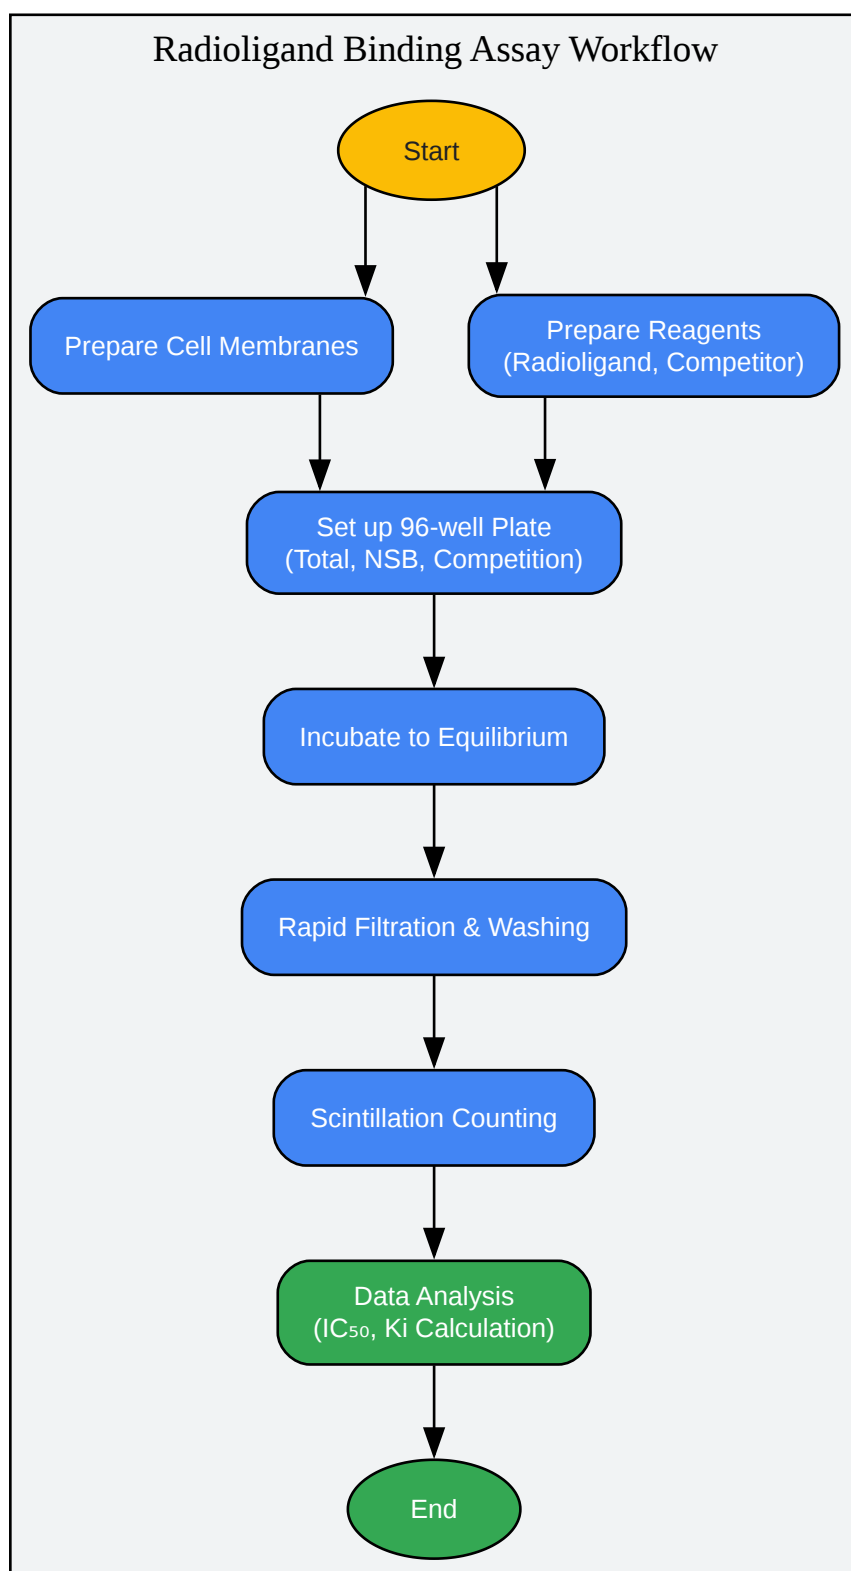 Radioligand Binding Assay Workflow
Start
Prepare Cell Membranes
Prepare Reagents
(Radioligand, Competitor)
Set up 96-well Plate
(Total, NSB, Competition)
Incubate to Equilibrium
Rapid Filtration & Washing
Scintillation Counting
Data Analysis
(IC₅₀, Ki Calculation)
End